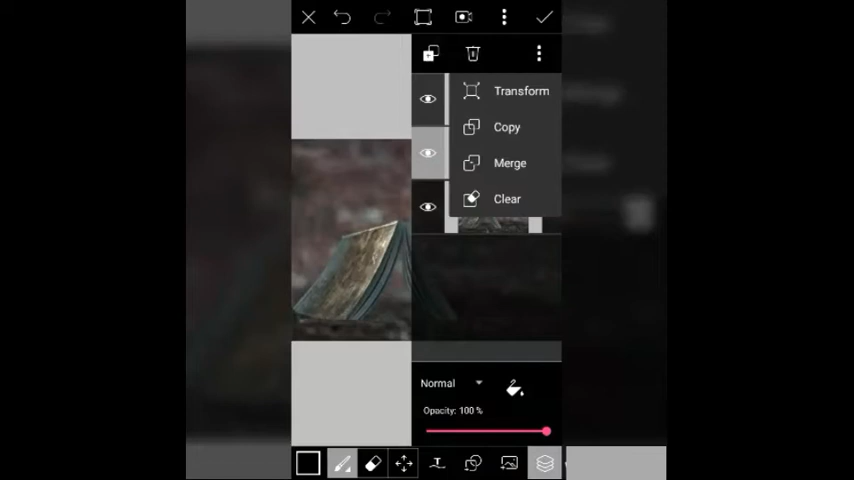 Transform
Copy
Merge
Clear
Normal
Opacity: 100 %